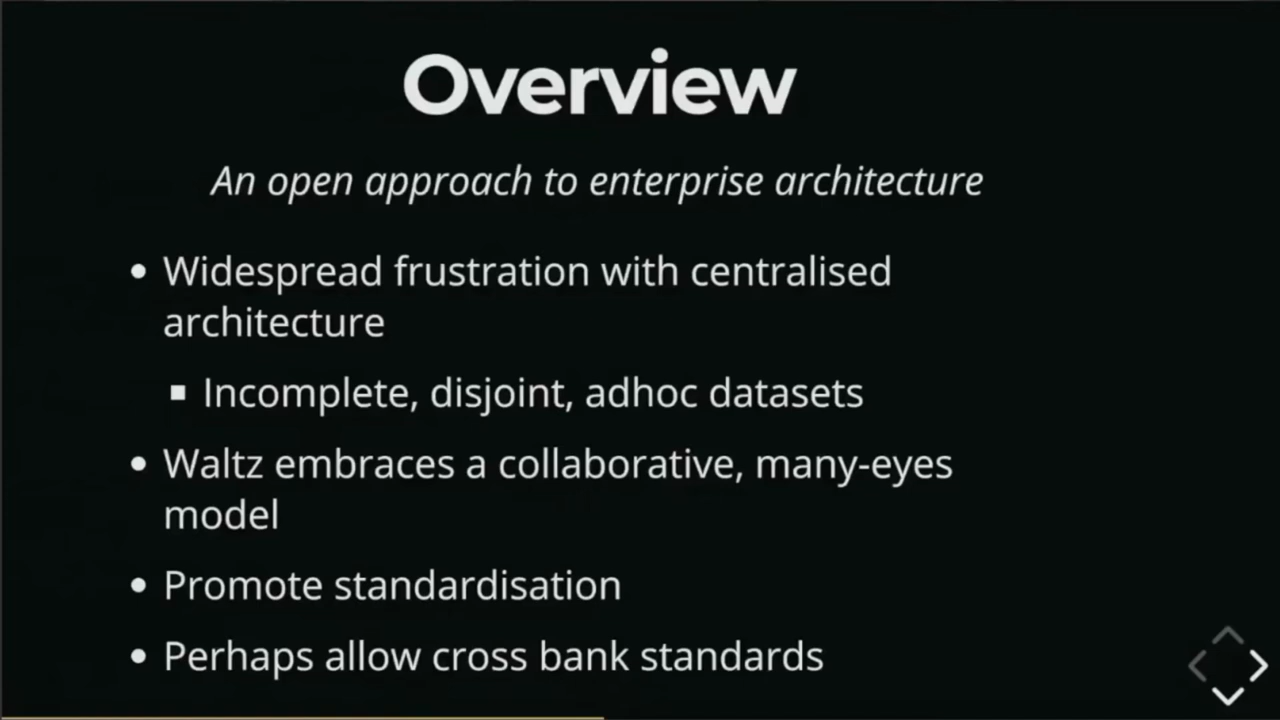 Overview
An open approach to enterprise architecture
• Widespread frustration with centralised
architecture
▪ Incomplete, disjoint, adhoc datasets
• Waltz embraces a collaborative, many-eyes
model
• Promote standardisation
• Perhaps allow cross bank standards